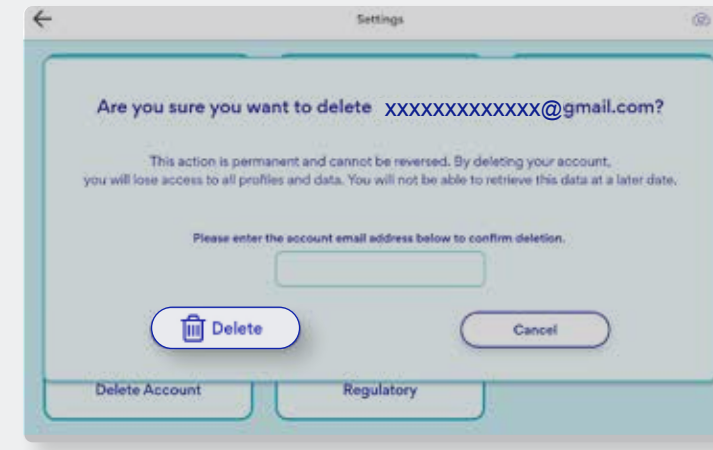 Settings
Are you sure you want to delete xxxxxxxxxxxxx@gmail.com?
This action is permanent and cannot be reversed. By deleting your account,
you will lose access to all profiles and data. You will not be able to retrieve this data at a later date.
Please enter the account email address below to confirm deletion.
Delete
Cancel
Delete Account
Regulatory